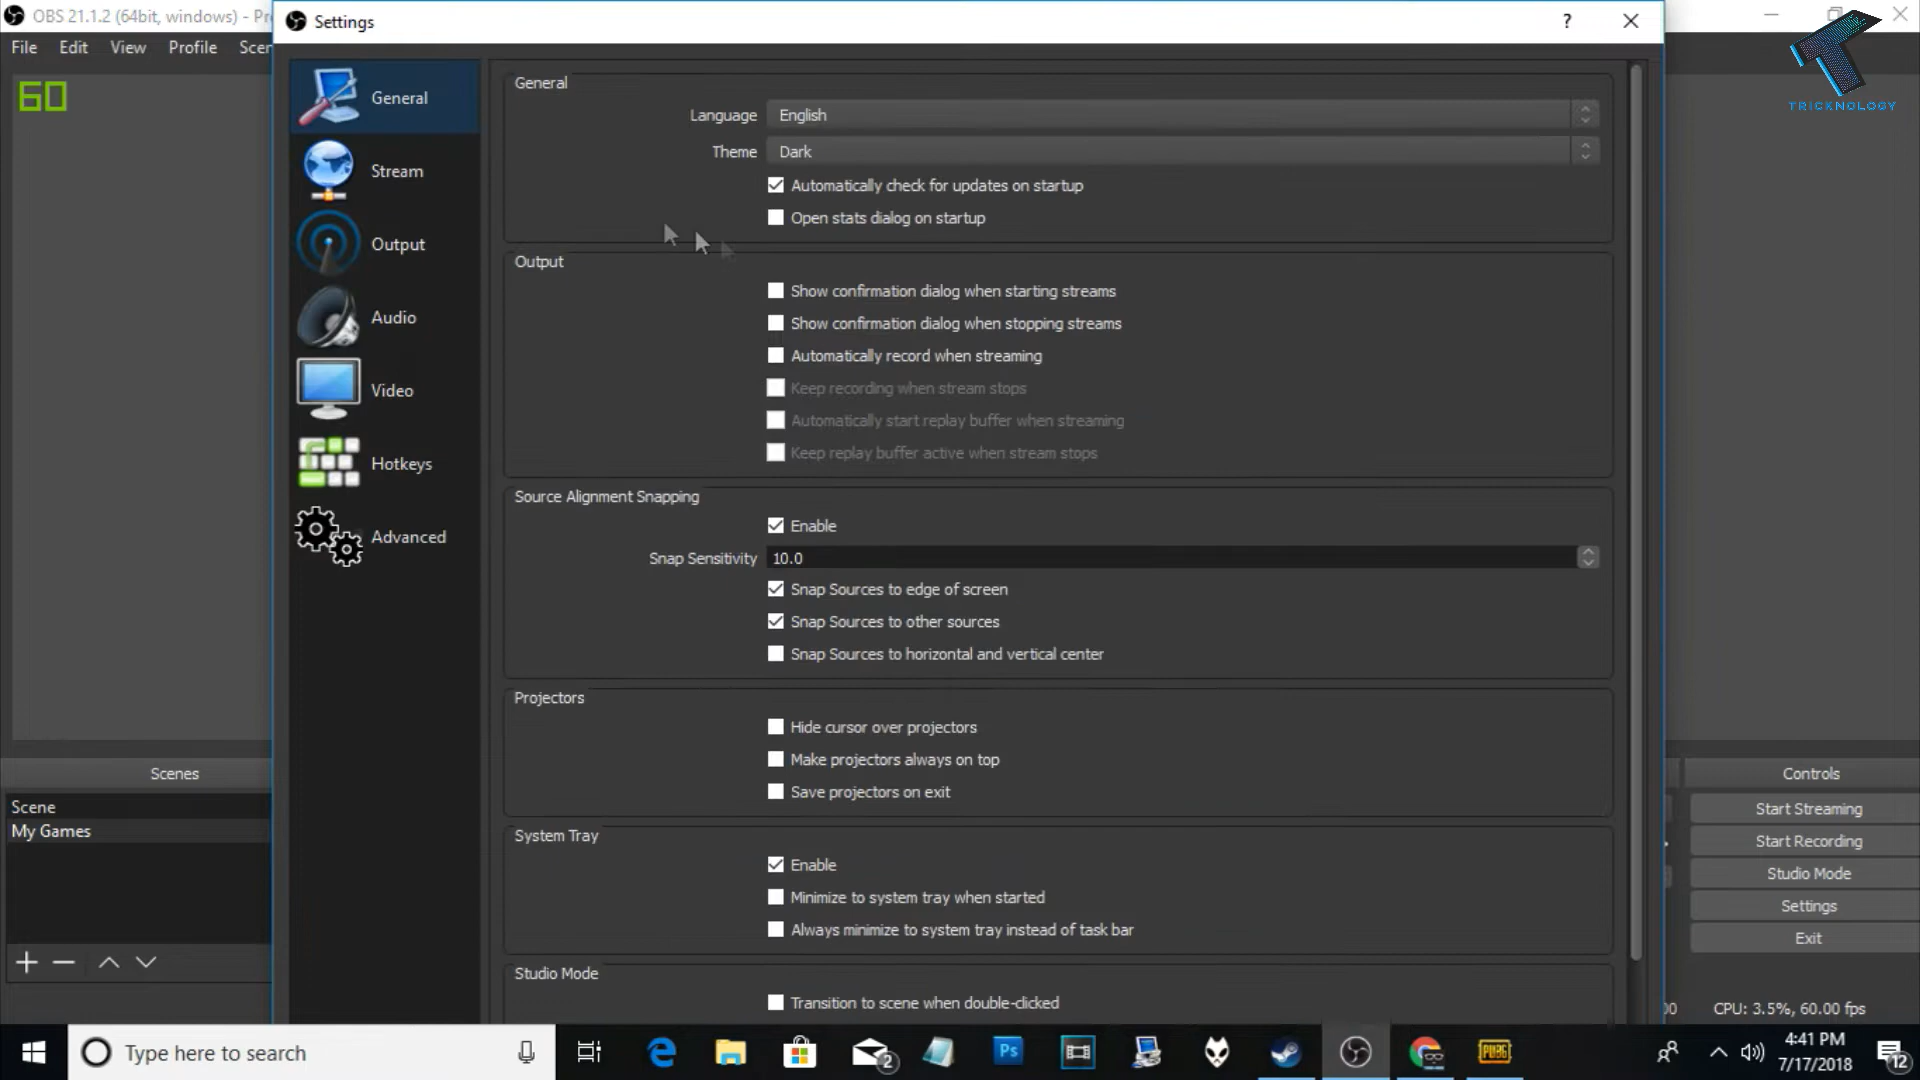 OBS 21.1.2 (64bit, windows) - Pr
Settings
?
File Edit View Profile Scen
60
TRICKNOLOGY
General
Stream
Output
Audio
Video
Hotkeys
Advanced
General
Language English
Theme Dark
Automatically check for updates on startup
Open stats dialog on startup
Output
Show confirmation dialog when starting streams
Show confirmation dialog when stopping streams
Automatically record when streaming
Keep recording when stream stops
Automatically start replay buffer when streaming
Keep replay buffer active when stream stops
Source Alignment Snapping
Enable
Snap Sensitivity 10.0
Snap Sources to edge of screen
Snap Sources to other sources
Snap Sources to horizontal and vertical center
Projectors
Hide cursor over projectors
Make projectors always on top
Save projectors on exit
System Tray
Enable
Minimize to system tray when started
Always minimize to system tray instead of task bar
Studio Mode
Transition to scene when double-clicked
Scenes
Scene
My Games
Controls
Start Streaming
Start Recording
Studio Mode
Settings
Exit
00 CPU: 3.5%, 60.00 fps
Type here to search
2
Ps
PUBG
4:41 PM
7/17/2018
12